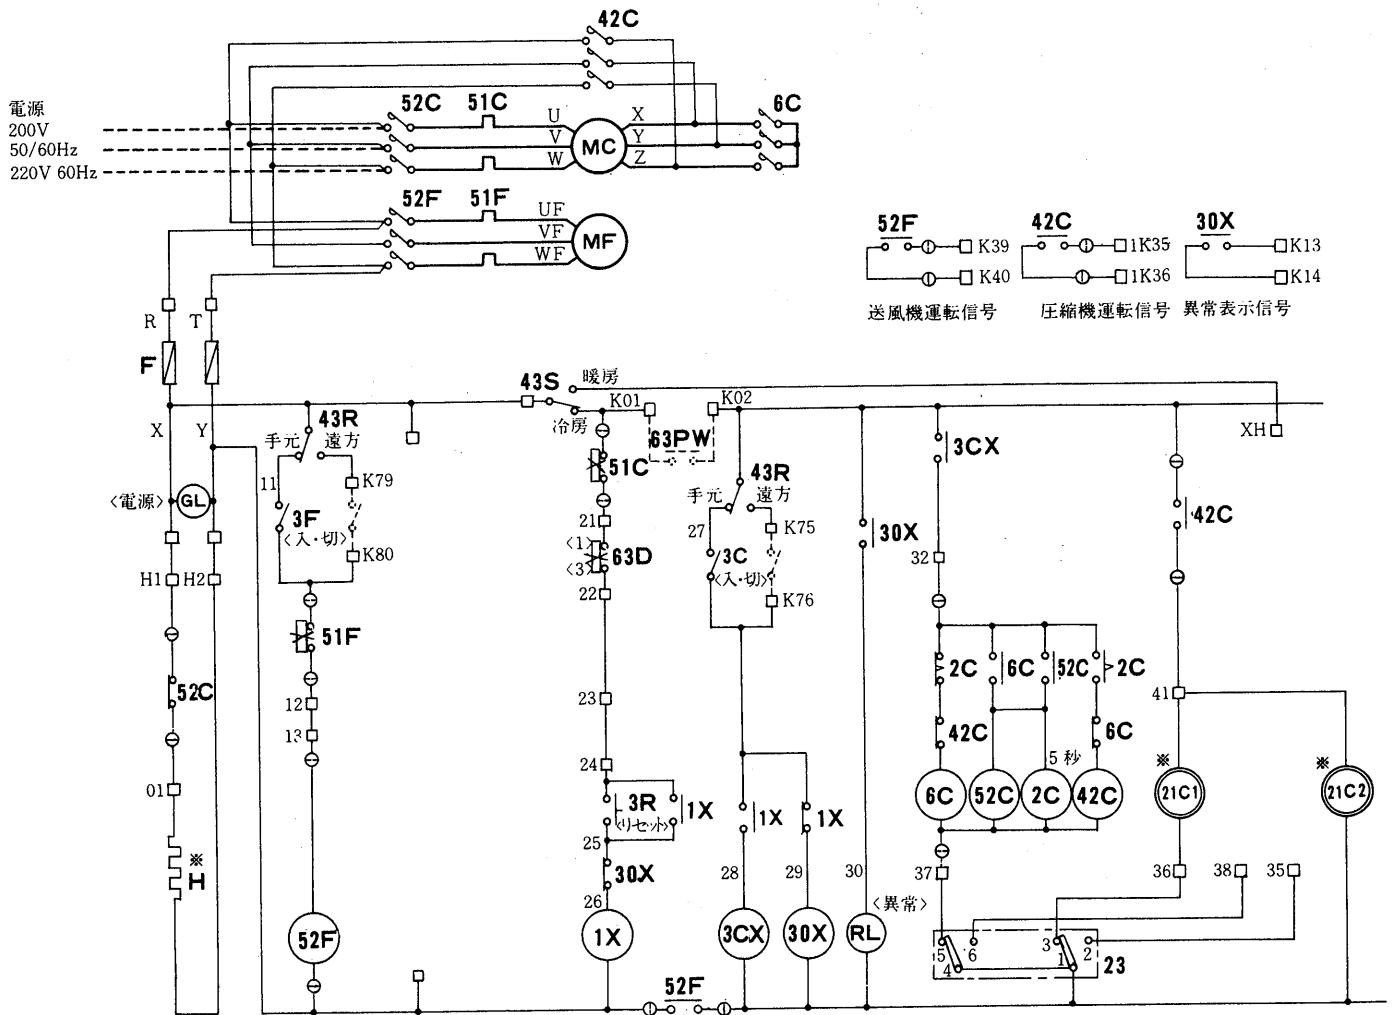 42C
電源
200V
50/60Hz
220V 60Hz
52C 51C U V W MC X Y Z 6C
52F 51F UF VF WF MF
52F K39 K40 送風機運転信号
42C 1K35 1K36 圧縮機運転信号
30X K13 K14 異常表示信号
R T
F
X Y
43S 暖房 冷房 K01 K02
63PW
XH
〈電源〉 GL
H1 H2
52C
01
※
H
43R
手元 遠方
11
3F
〈入・切〉
K79
K80
51F
12
13
52F
51C
21
〈1〉
63D
〈3〉
22
23
24
3R
〈リセット〉
1X
25
30X
26
1X
43R
手元 遠方
27
3C
〈入・切〉
K75
K76
1X 1X
28 29
3CX 30X
52F
30X
30
〈異常〉
RL
3CX
32
2C 6C 52C 2C
42C 6C
5秒
6C 52C 2C 42C
37
42C
41
※ 21C1
※ 21C2
36 38 35
5 6 4 3 1 2 23